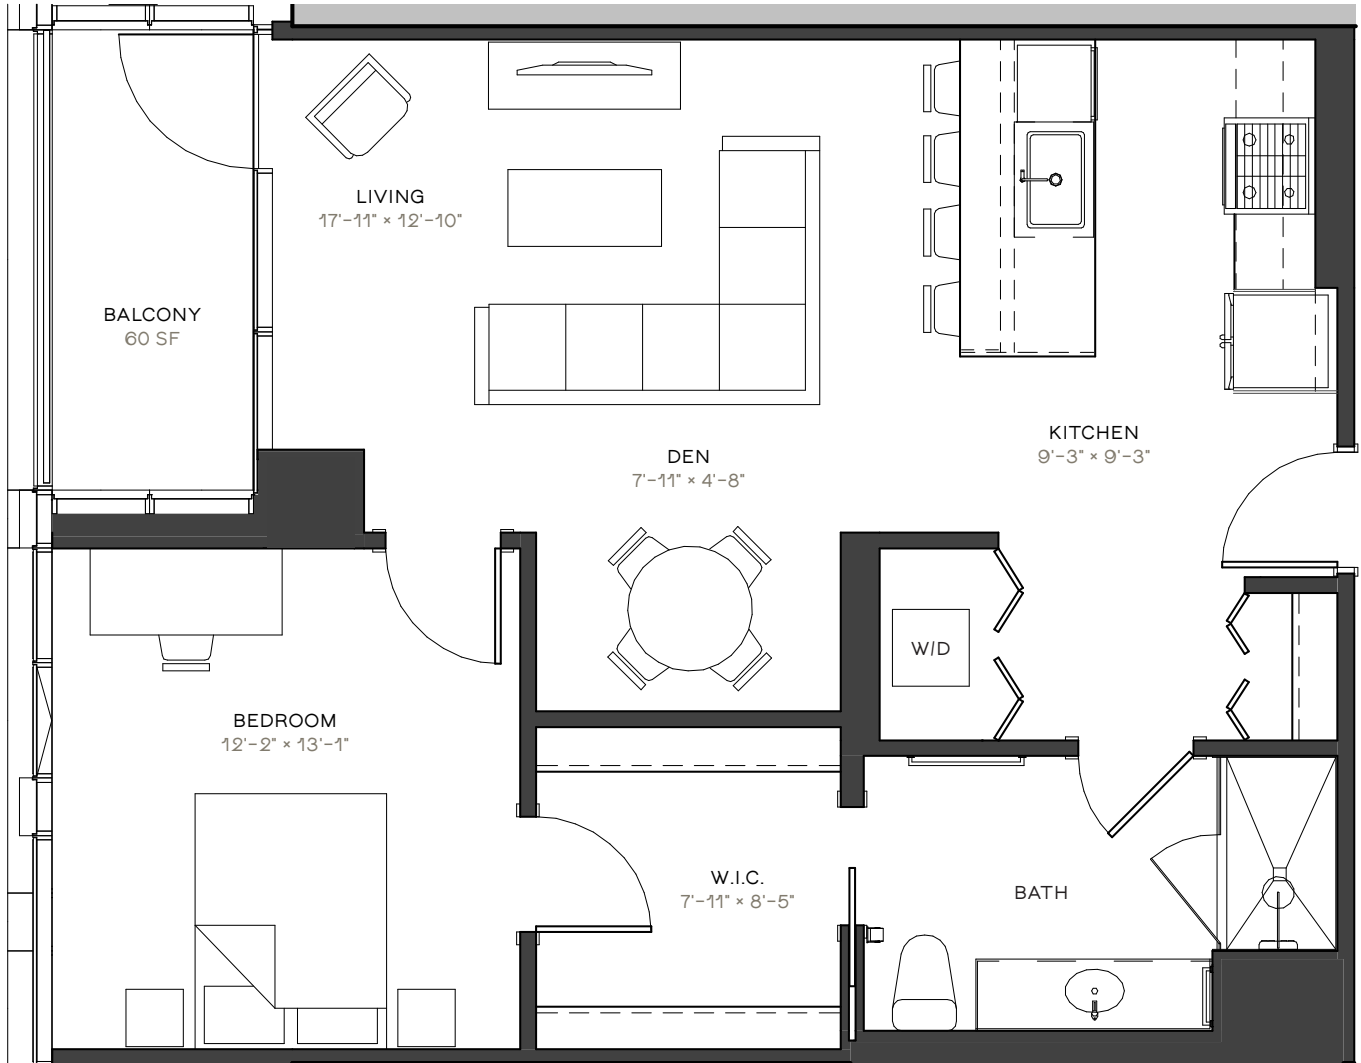 LIVING
17'-11" × 12'-10"
BALCONY
60 SF
KITCHEN
9'-3" × 9'-3"
DEN
7'-11" × 4'-8"
W/D
BEDROOM
12'-2" × 13'-1"
W.I.C.
7'-11" × 8'-5"
BATH